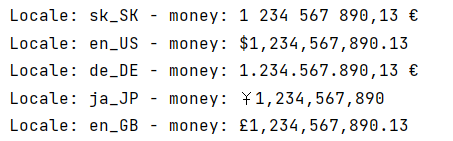 Locale: sk_SK - money: 1 234 567 890,13 €
Locale: en_US - money: $1,234,567,890.13
Locale: de_DE - money: 1.234.567.890,13 €
Locale: ja_JP - money: ¥1,234,567,890
Locale: en_GB - money: £1,234,567,890.13